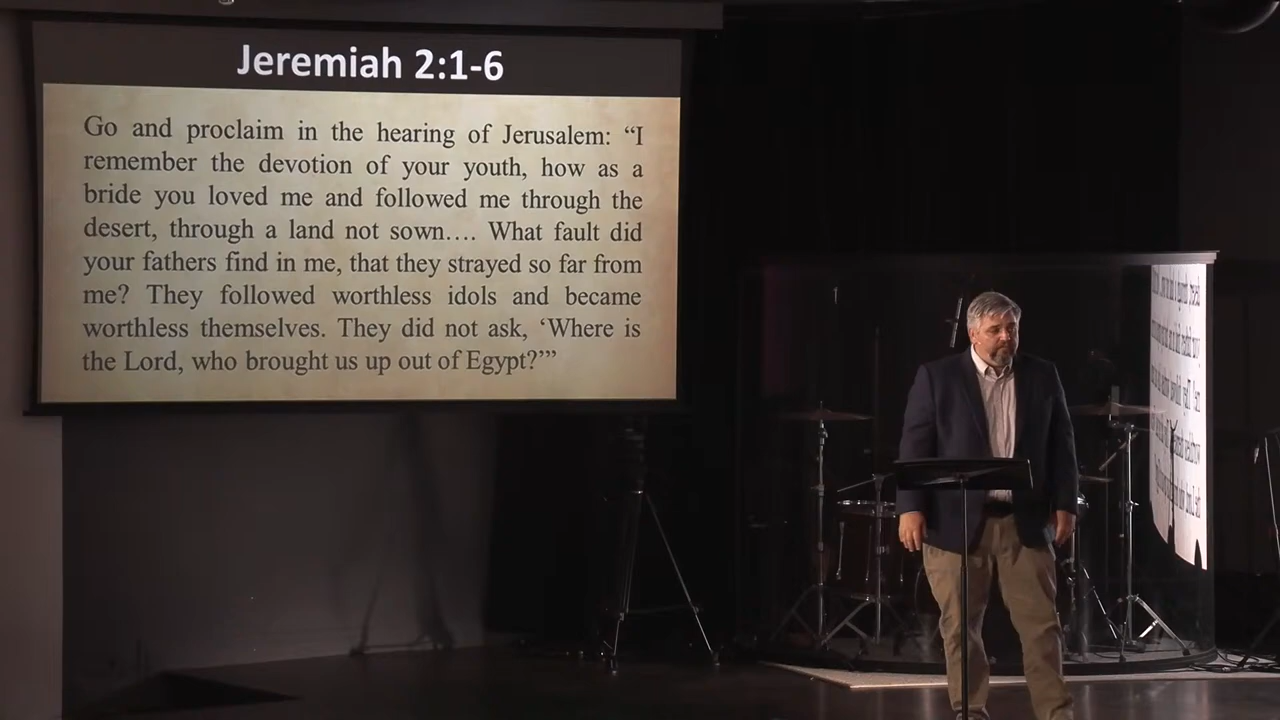 Jeremiah 2:1-6
Go and proclaim in the hearing of Jerusalem: “I
remember the devotion of your youth, how as a
bride you loved me and followed me through the
desert, through a land not sown…. What fault did
your fathers find in me, that they strayed so far from
me? They followed worthless idols and became
worthless themselves. They did not ask, ‘Where is
the Lord, who brought us up out of Egypt?’”